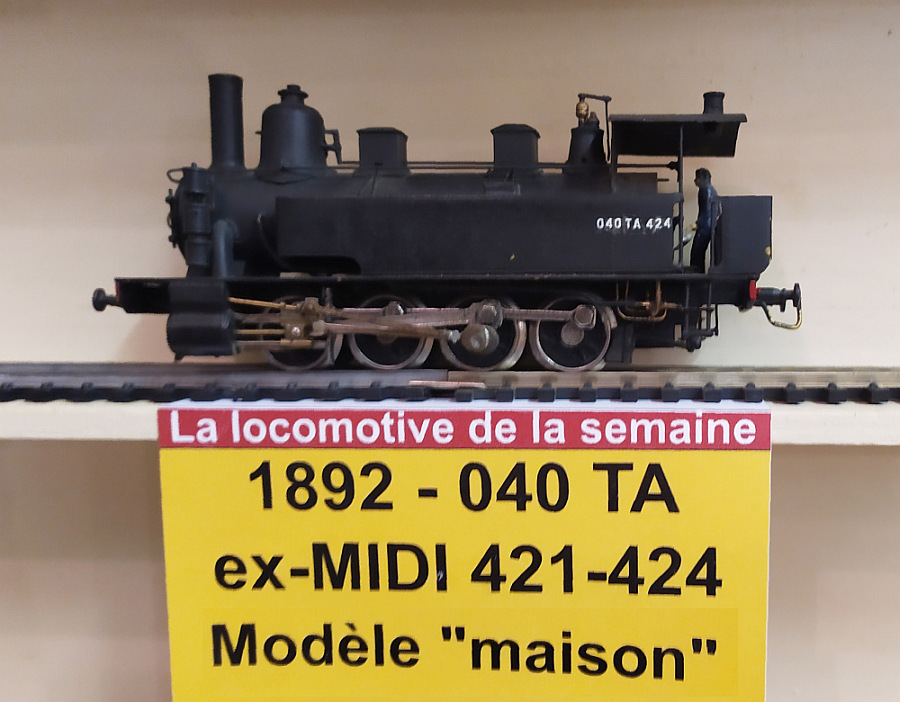 040 TA 424
La locomotive de la semaine
1892 - 040 TA
ex-MIDI 421-424
Modèle "maison"